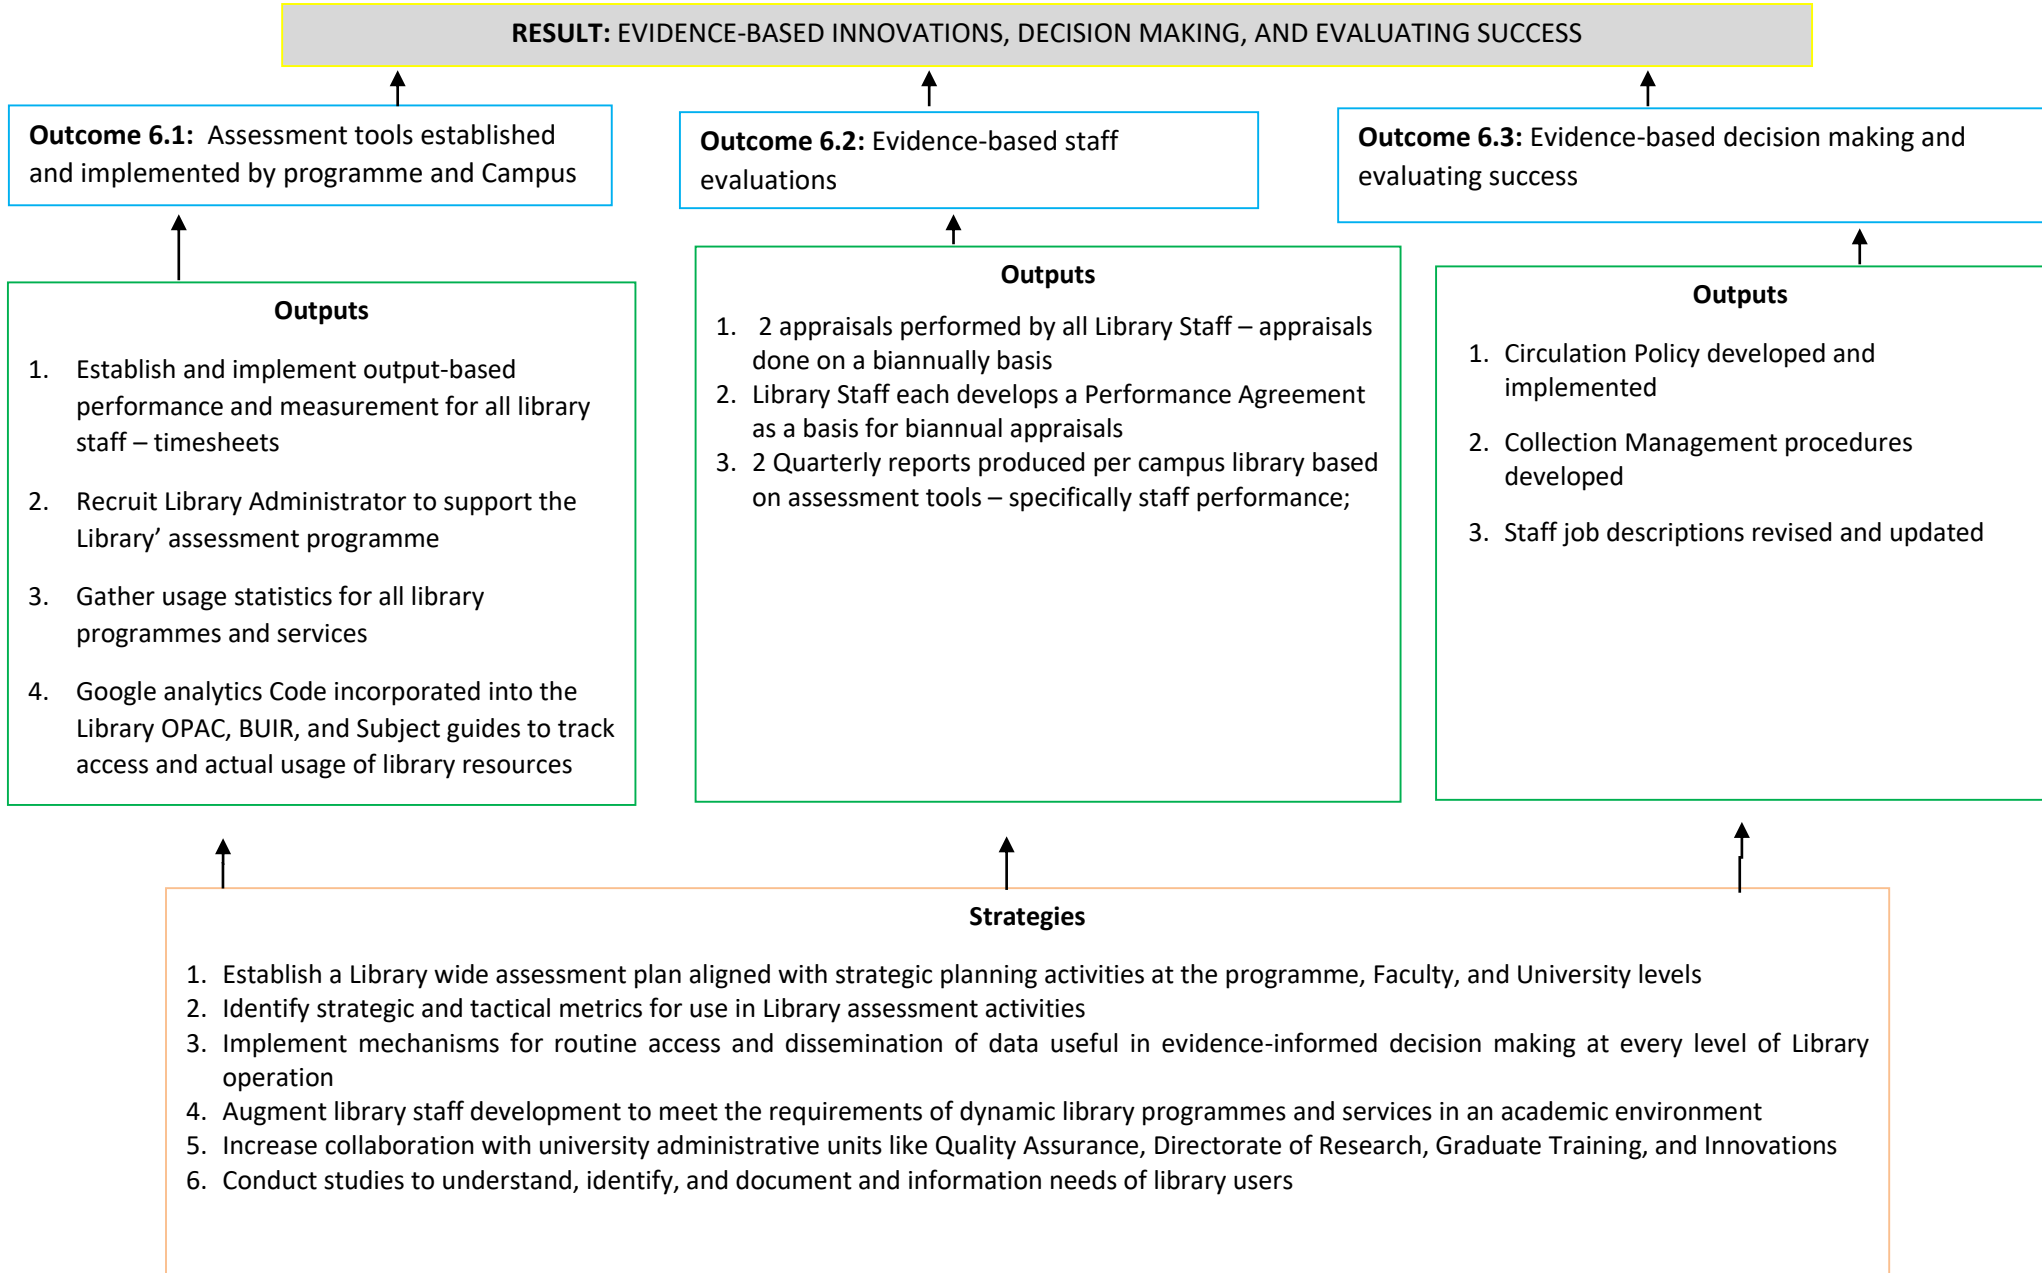 RESULT: EVIDENCE-BASED INNOVATIONS, DECISION MAKING, AND EVALUATING SUCCESS
Outcome 6.1: Assessment tools established
and implemented by programme and Campus
Outcome 6.2: Evidence-based staff
evaluations
Outcome 6.3: Evidence-based decision making and
evaluating success
Outputs
1. Establish and implement output-based
performance and measurement for all library
staff – timesheets
2. Recruit Library Administrator to support the
Library’ assessment programme
3. Gather usage statistics for all library
programmes and services
4. Google analytics Code incorporated into the
Library OPAC, BUIR, and Subject guides to track
access and actual usage of library resources
Outputs
1. 2 appraisals performed by all Library Staff – appraisals
done on a biannually basis
2. Library Staff each develops a Performance Agreement
as a basis for biannual appraisals
3. 2 Quarterly reports produced per campus library based
on assessment tools – specifically staff performance;
Outputs
1. Circulation Policy developed and
implemented
2. Collection Management procedures
developed
3. Staff job descriptions revised and updated
Strategies
1. Establish a Library wide assessment plan aligned with strategic planning activities at the programme, Faculty, and University levels
2. Identify strategic and tactical metrics for use in Library assessment activities
3. Implement mechanisms for routine access and dissemination of data useful in evidence-informed decision making at every level of Library
operation
4. Augment library staff development to meet the requirements of dynamic library programmes and services in an academic environment
5. Increase collaboration with university administrative units like Quality Assurance, Directorate of Research, Graduate Training, and Innovations
6. Conduct studies to understand, identify, and document and information needs of library users